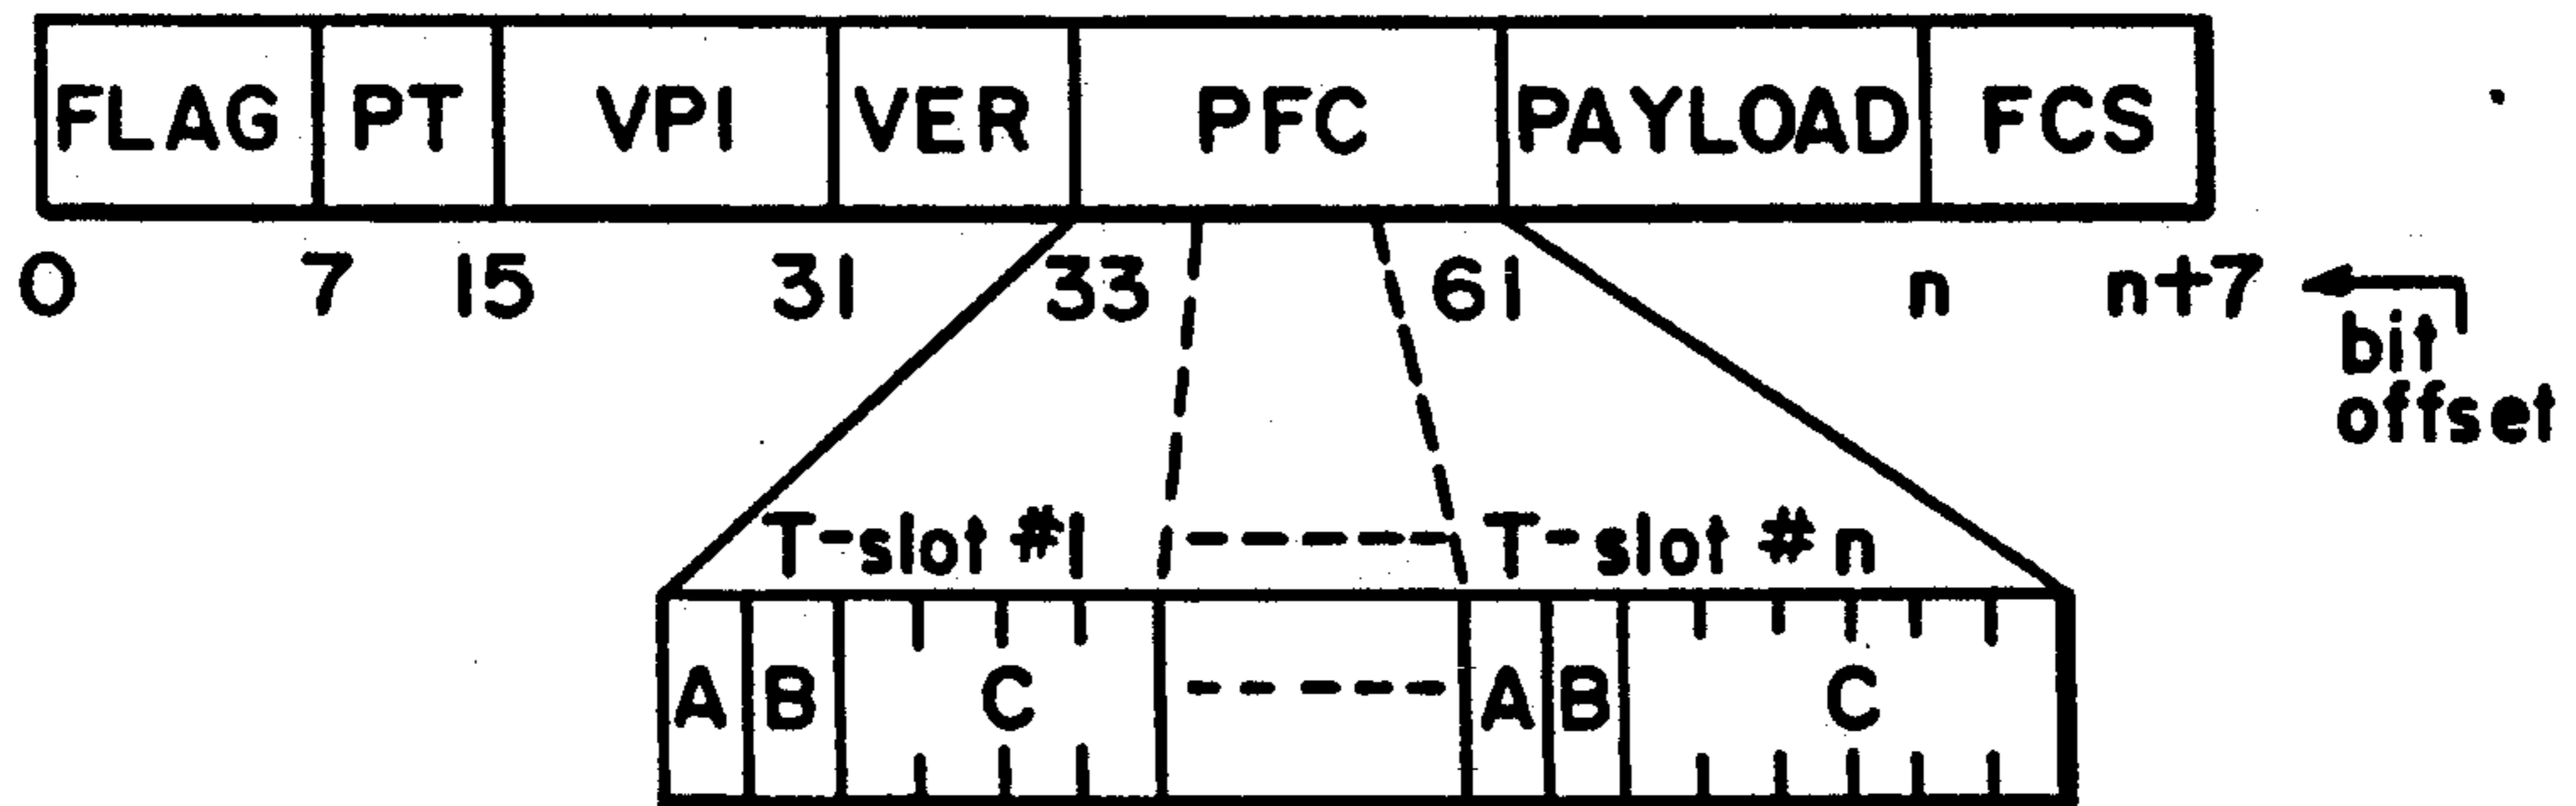 FLAG PT VPI VER PFC PAYLOAD FCS
0 7 15 31 33 61 n n+7
bit
offset
T-slot #1 T-slot #n
A B C A B C